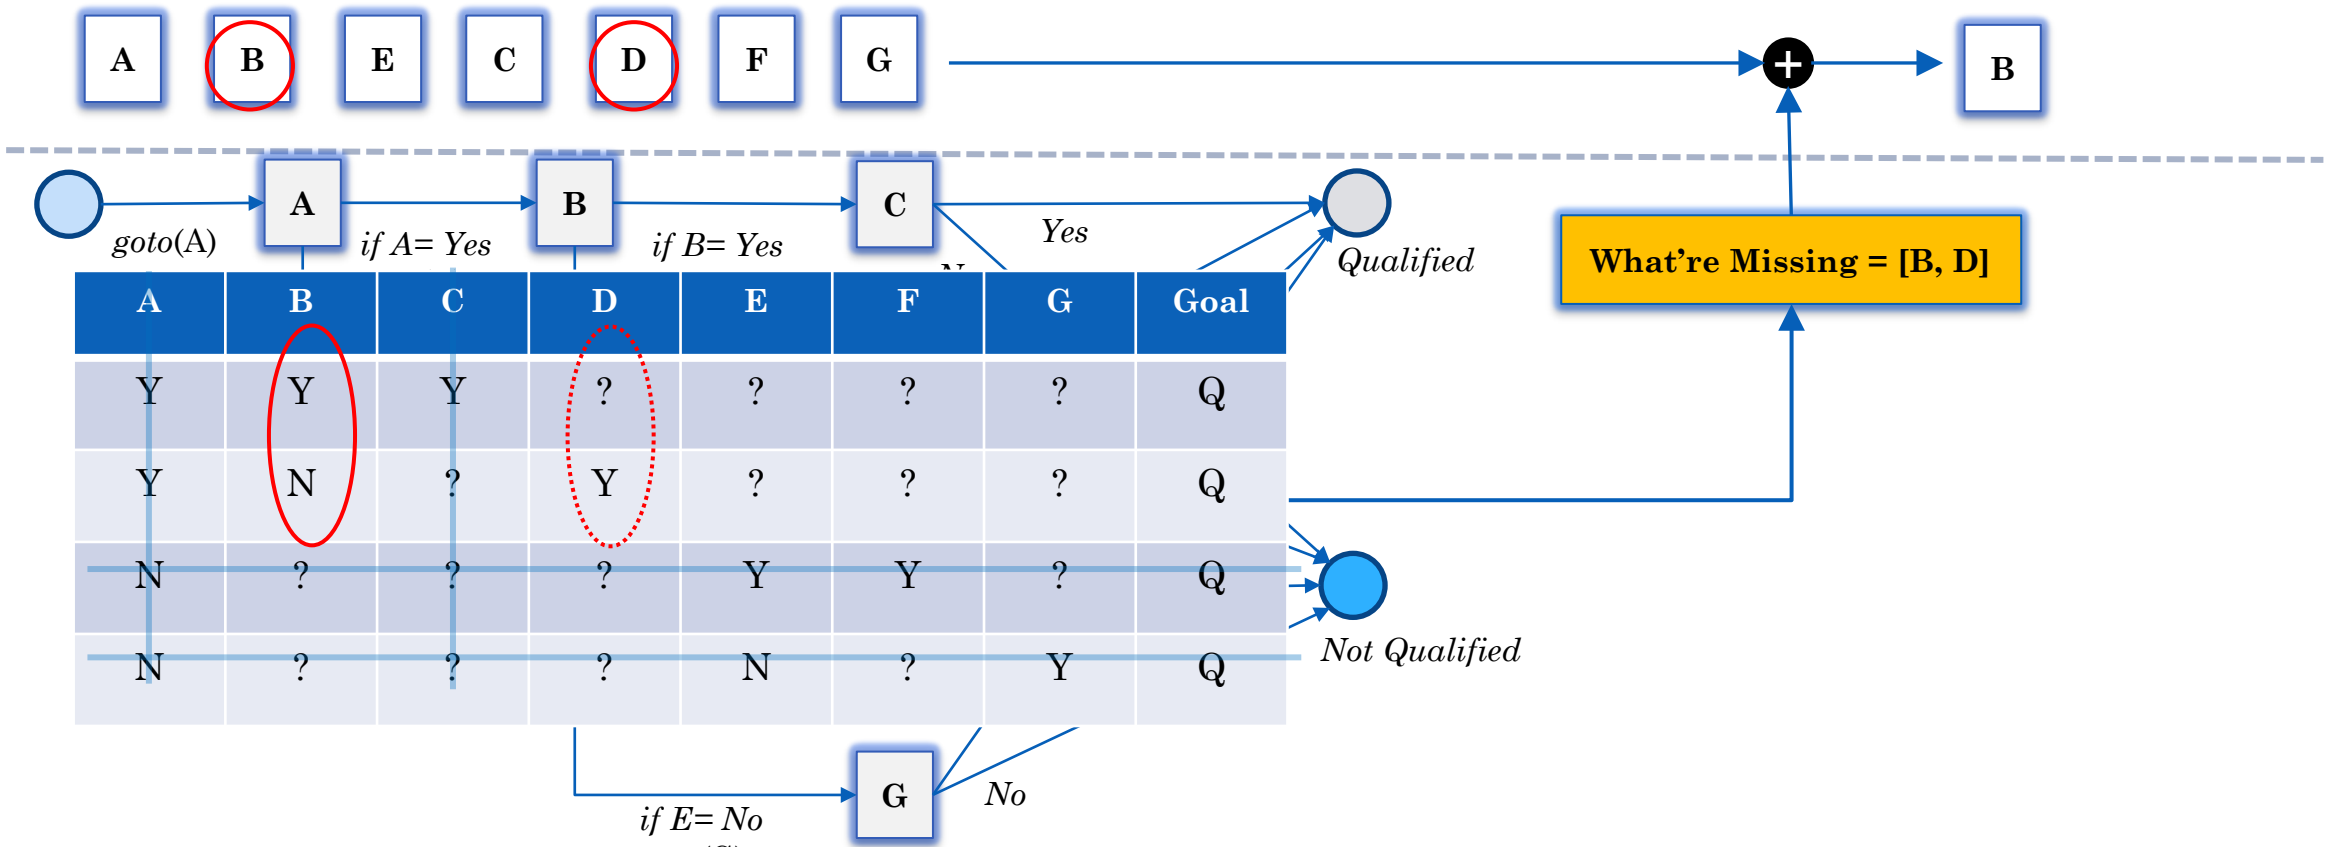 A B E C D F G + B
A B C
goto(A) if A= Yes if B= Yes Yes
Qualified
What're Missing = [B, D]
A B C D E F G Goal
Y Y Y ? ? ? ? Q
Y N ? Y ? ? ? Q
N ? ? ? Y Y ? Q
N ? ? ? N ? Y Q
Not Qualified
G
No
if E= No